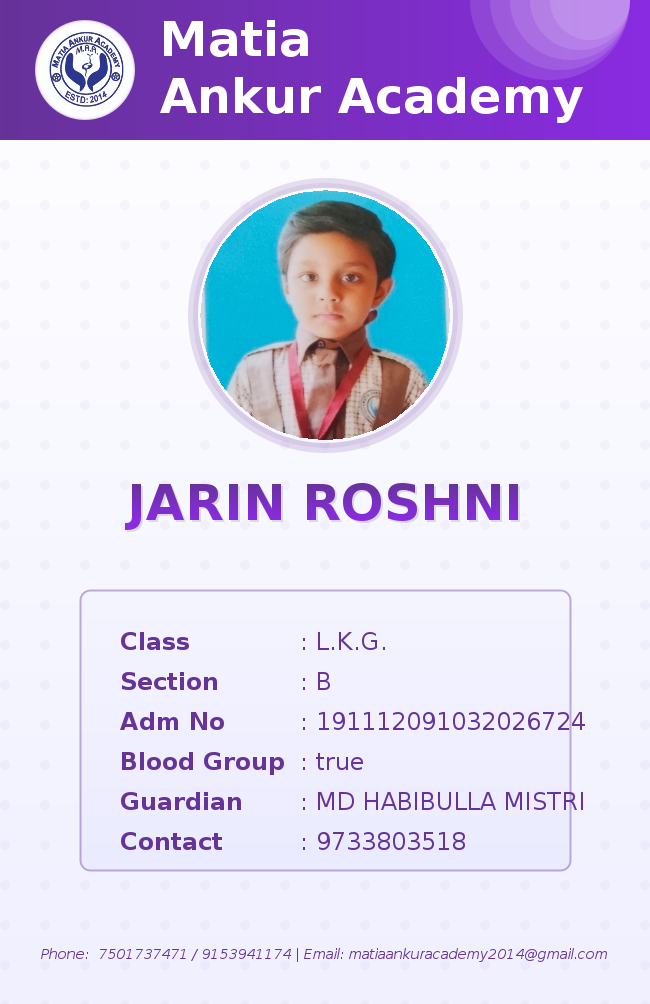 MATIA ANKUR ACADEMY
M.A.A.
ESTD: 2014
Matia
Ankur Academy
JARIN ROSHNI
Class : L.K.G.
Section : B
Adm No : 191112091032026724
Blood Group : true
Guardian : MD HABIBULLA MISTRI
Contact : 9733803518
Phone: 7501737471 / 9153941174 | Email: matiaankuracademy2014@gmail.com